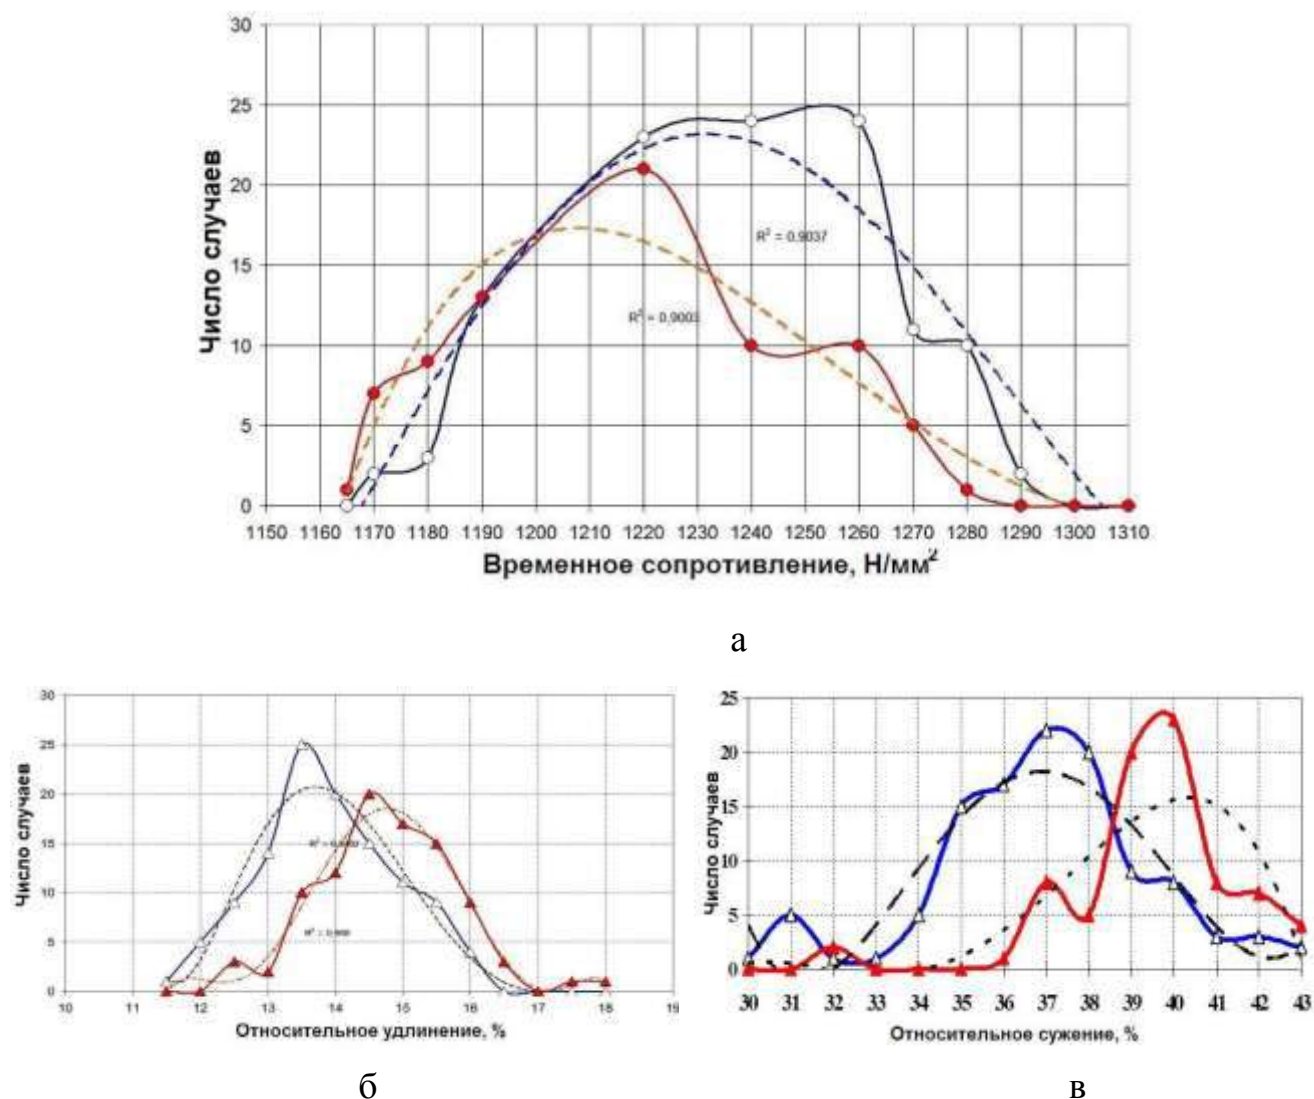 30
25
20
15
10
5
0
Число случаев
R² = 0,9037
R² = 0,9003
1150 1160 1170 1180 1190 1200 1210 1220 1230 1240 1250 1260 1270 1280 1290 1300 1310
Временное сопротивление, Н/мм²
а
30
25
20
15
10
5
0
Число случаев
10 11 12 13 14 15 16 17 18 19
Относительное удлинение, %
б
25
20
15
10
5
0
Число случаев
30 31 32 33 34 35 36 37 38 39 40 41 42 43
Относительное сужение, %
в